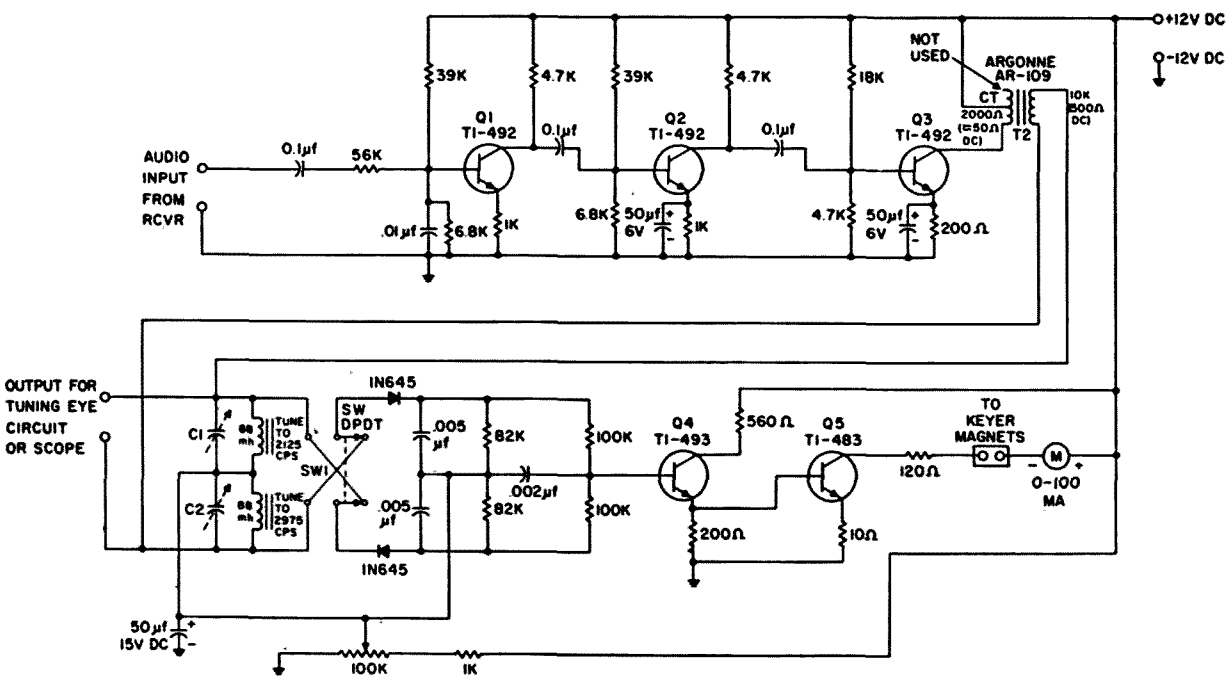 +12V DC
-12V DC
NOT
USED
ARGONNE
AR-109
CT
2000Ω
(≈50Ω
DC)
T2
10K
DC)
39K
4.7K
39K
4.7K
18K
Q1
TI-492
Q2
TI-492
Q3
TI-492
0.1µf
0.1µf
0.1µf
56K
AUDIO
INPUT
FROM
RCVR
.01µf
6.8K
1K
6.8K
50µf
6V
+
-
1K
4.7K
50µf
6V
+
-
200Ω
OUTPUT FOR
TUNING EYE
CIRCUIT
OR SCOPE
C1
88
mh
TUNE
TO
2125
CPS
C2
88
mh
TUNE
TO
2975
CPS
SW1
SW
DPDT
1N645
1N645
.005
µf
.005
µf
82K
82K
.002µf
100K
100K
Q4
TI-493
560Ω
200Ω
Q5
TI-483
10Ω
120Ω
TO
KEYER
MAGNETS
- M +
0-100
MA
50µf
15V DC
+
-
100K
1K